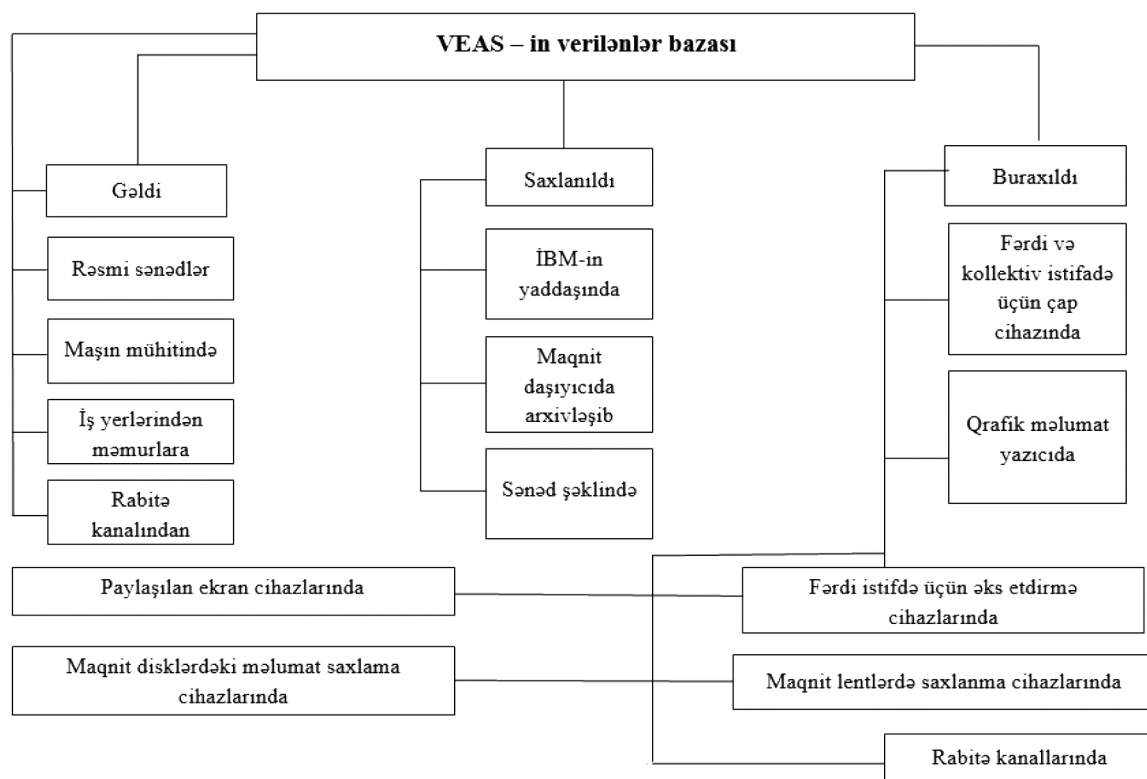 VEAS – in verilənlər bazası
Gəldi
Rəsmi sənədlər
Maşın mühitində
İş yerlərindən
məmurlara
Rabitə
kanalından
Saxlanıldı
İBM-in
yaddaşında
Maqnit
daşıyıcıda
arxivləşib
Sənəd şəklində
Buraxıldı
Fərdi və
kollektiv istifadə
üçün çap
cihazında
Qrafik məlumat
yazıcıda
Paylaşılan ekran cihazlarında
Fərdi istifdə üçün əks etdirmə
cihazlarında
Maqnit disklərdəki məlumat saxlama
cihazlarında
Maqnit lentlərdə saxlanma cihazlarında
Rabitə kanallarında